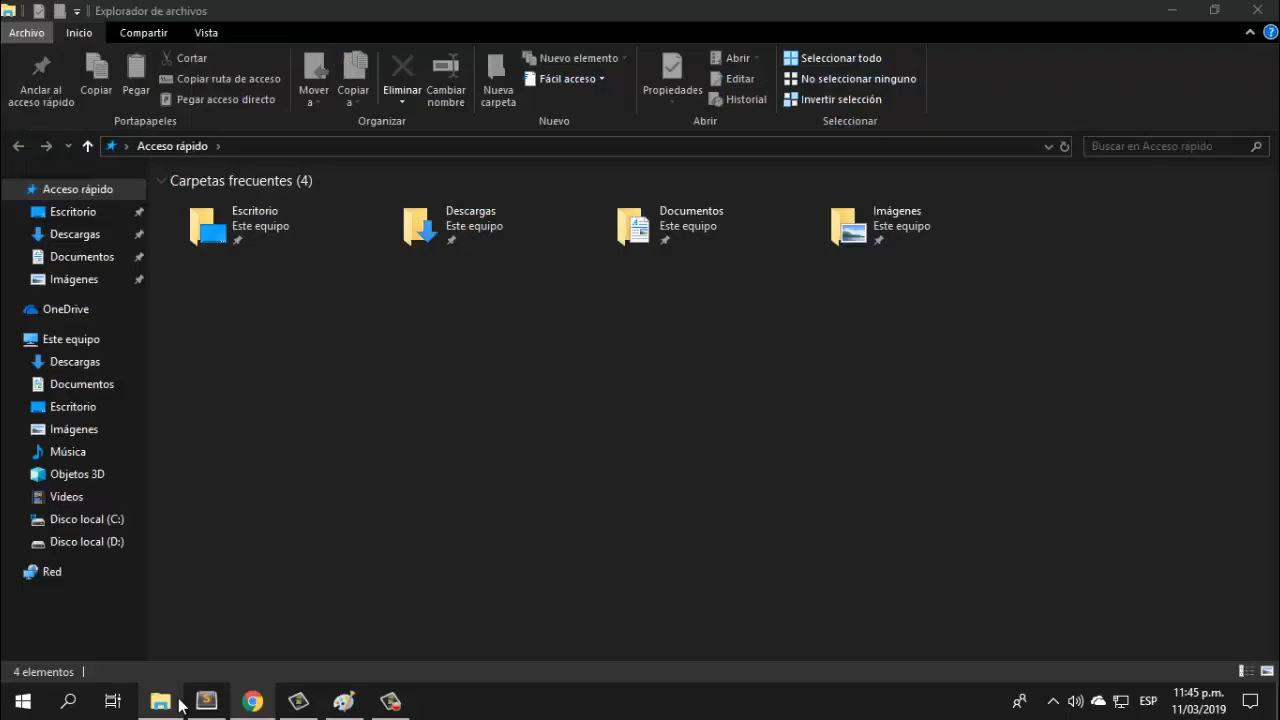 Explorador de archivos
Archivo Inicio Compartir Vista
Anclar al acceso rápido
Copiar
Pegar
Cortar
Copiar ruta de acceso
Pegar acceso directo
Portapapeles
Mover a
Copiar a
Eliminar
Cambiar nombre
Organizar
Nueva carpeta
Nuevo elemento
Fácil acceso
Nuevo
Propiedades
Abrir
Editar
Historial
Abrir
Seleccionar todo
No seleccionar ninguno
Invertir selección
Seleccionar
Acceso rápido
Buscar en Acceso rápido
Acceso rápido
Escritorio
Descargas
Documentos
Imágenes
OneDrive
Este equipo
Descargas
Documentos
Escritorio
Imágenes
Música
Objetos 3D
Videos
Disco local (C:)
Disco local (D:)
Red
Carpetas frecuentes (4)
Escritorio
Este equipo
Descargas
Este equipo
Documentos
Este equipo
Imágenes
Este equipo
4 elementos
ESP
11:45 p.m.
11/03/2019